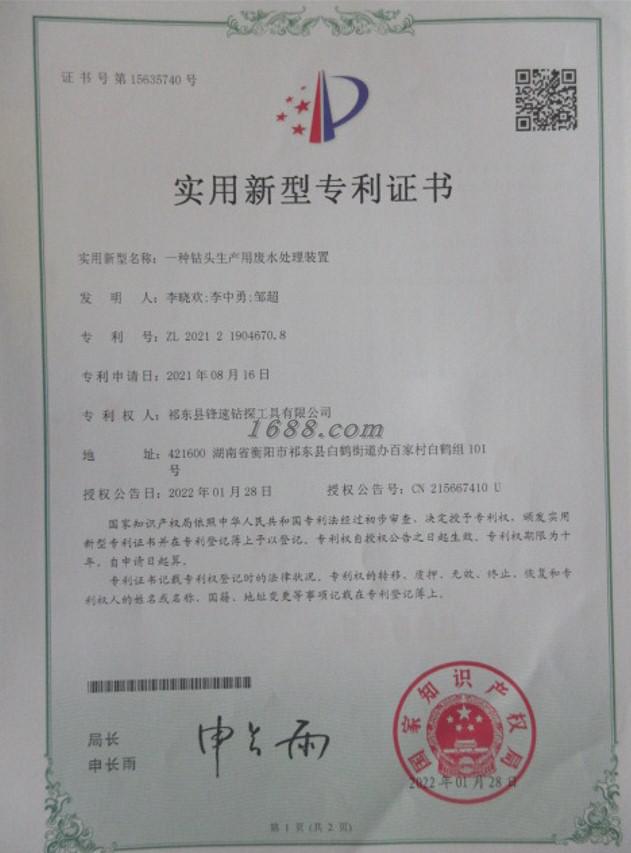 证书号第15635740号
实用新型专利证书
实用新型名称：一种钻头生产用废水处理装置
发明人：李晓欢;李中勇;邹超
专利号：ZL 2021 2 1904670.8
专利申请日：2021年08月16日
专利权人：祁东县锋速钻探工具有限公司
1688.com
地址：421600 湖南省衡阳市祁东县白鹤街道办百家村白鹤组101
号
授权公告日：2022年01月28日 授权公告号：CN 215667410 U
国家知识产权局依照中华人民共和国专利法经过初步审查，决定授予专利权，颁发实用
新型专利证书并在专利登记簿上予以登记。专利权自授权公告之日起生效。专利权期限为十
年，自申请日起算。
专利证书记载专利权登记时的法律状况。专利权的转移、质押、无效、终止、恢复和专
利权人的姓名或名称、国籍、地址变更等事项记载在专利登记簿上。
局长
申长雨
申长雨
国家知识产权局
2022年01月28日
第1页(共2页)